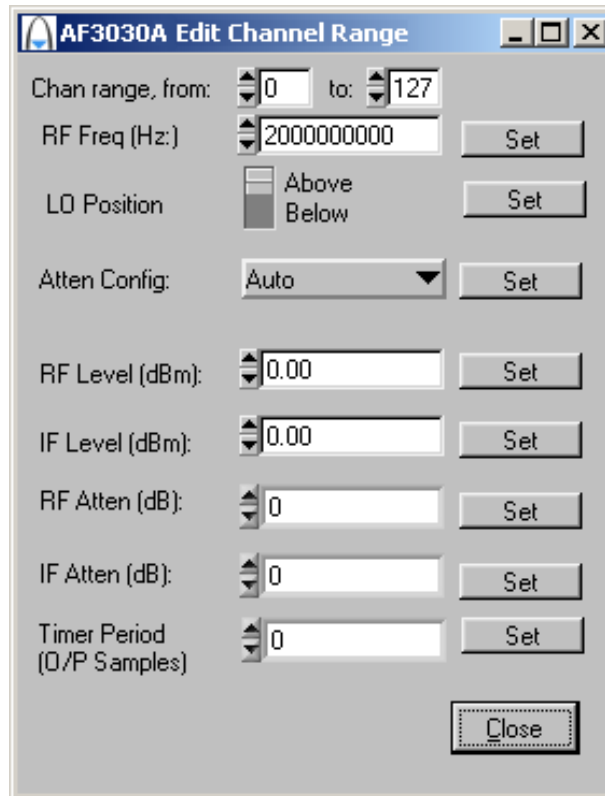 AF3030A Edit Channel Range
Chan range, from: 0 to: 127
RF Freq (Hz:) 2000000000 Set
LO Position Above Below Set
Atten Config: Auto Set
RF Level (dBm): 0.00 Set
IF Level (dBm): 0.00 Set
RF Atten (dB): 0 Set
IF Atten (dB): 0 Set
Timer Period (O/P Samples) 0 Set
Close